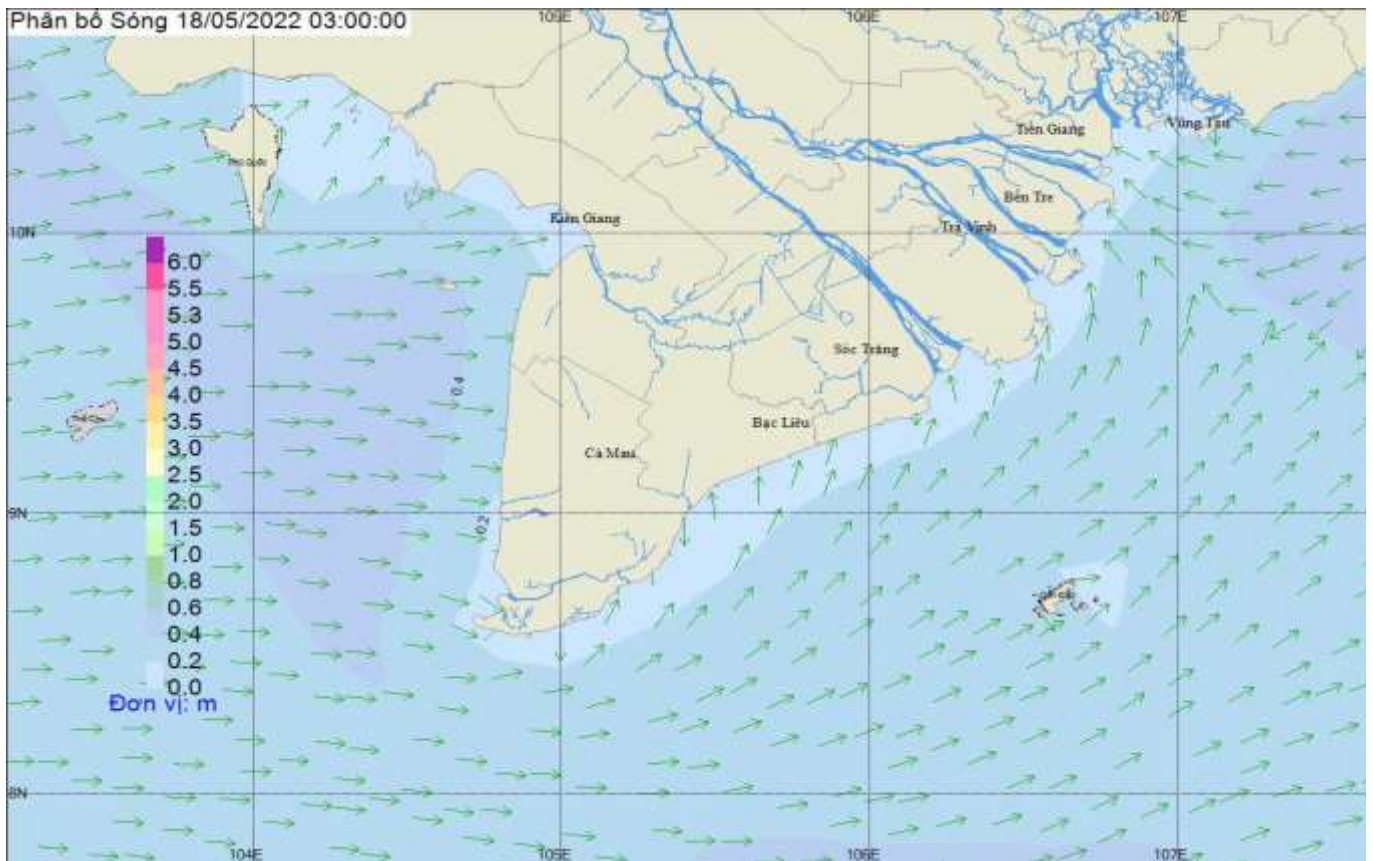 Phân bố Sóng 18/05/2022 03:00:00
105E
106E
107E
Tiền Giang
Vũng Tàu
Phú Quốc
Bến Tre
Kiên Giang
Trà Vinh
10N
6.0
5.5
5.3
5.0
4.5
4.0
3.5
3.0
2.5
2.0
1.5
1.0
0.8
0.6
0.4
0.2
0.0
Đơn vị: m
Sóc Trăng
0.4
Bạc Liêu
Cà Mau
9N
0.2
8N
104E
105E
106E
107E